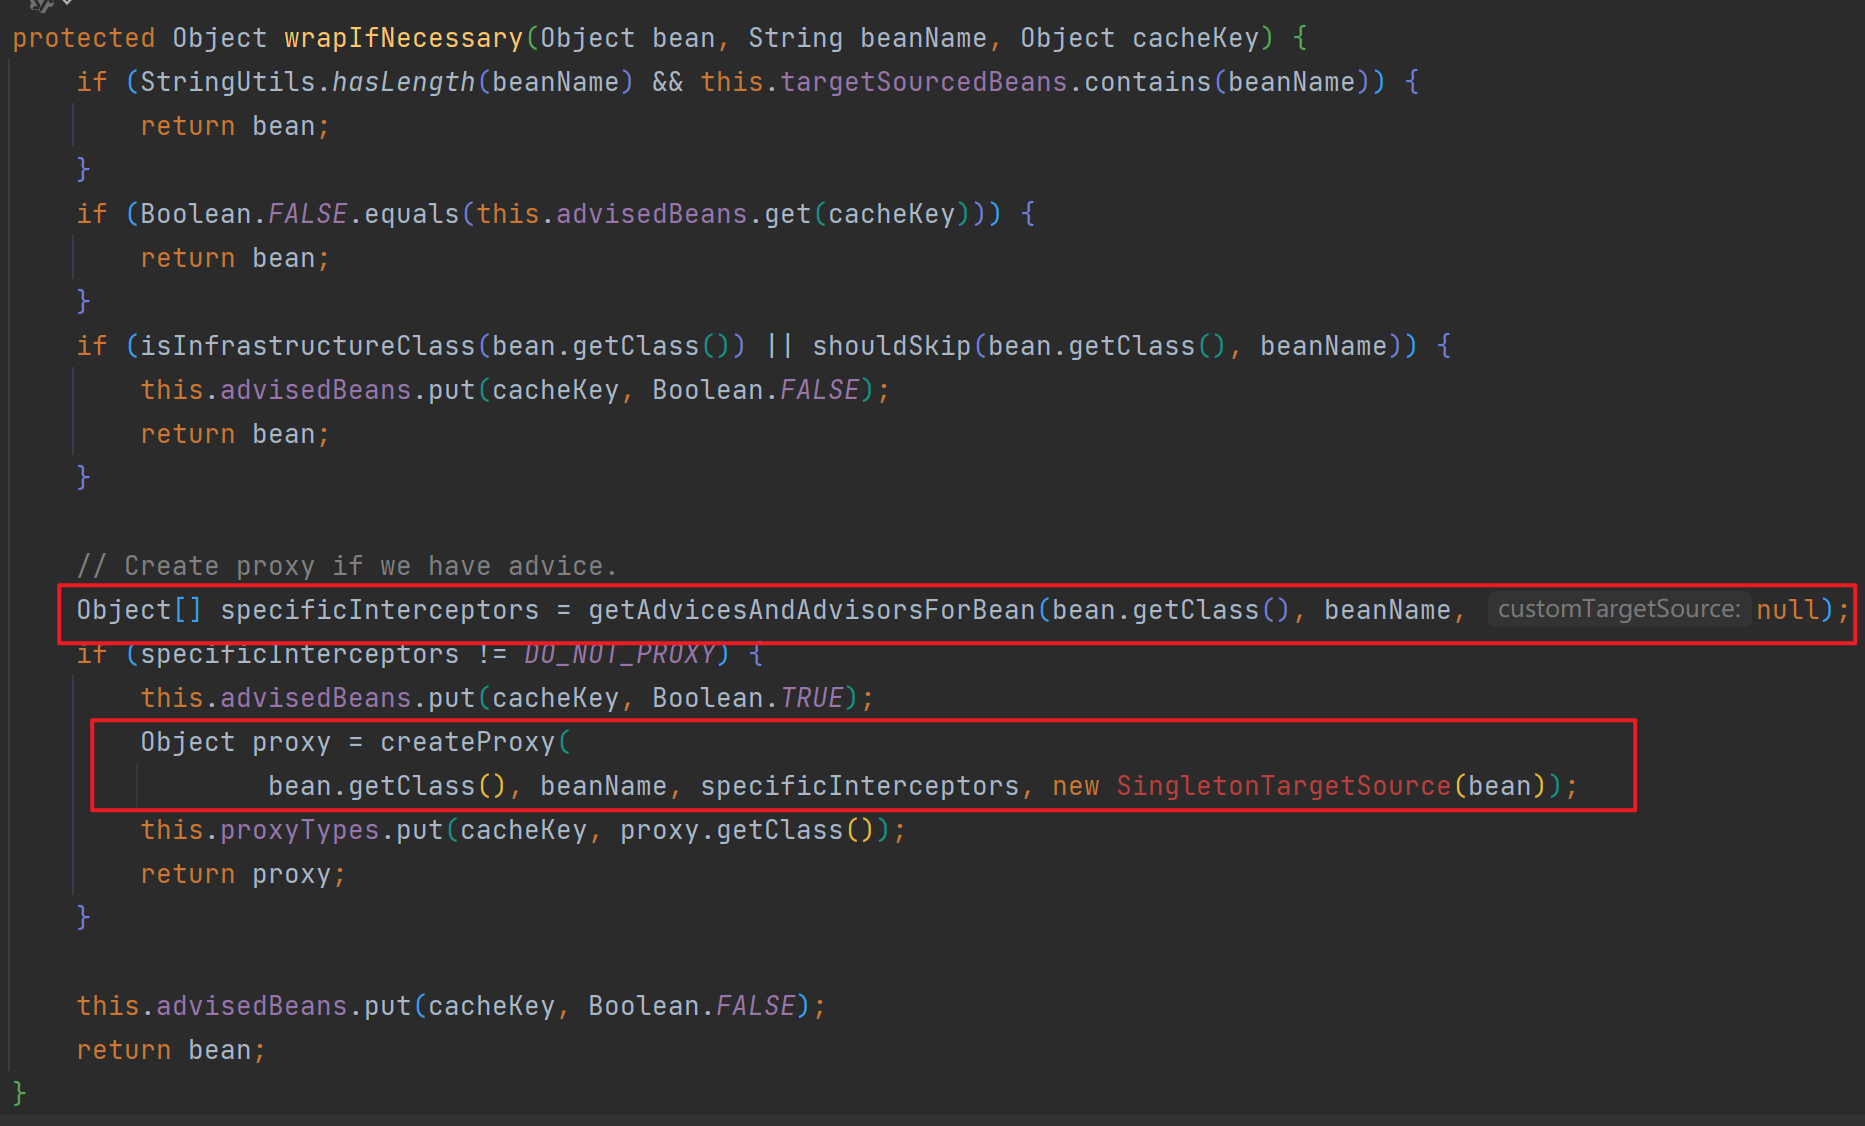 protected Object wrapIfNecessary(Object bean, String beanName, Object cacheKey) {
    if (StringUtils.hasLength(beanName) && this.targetSourcedBeans.contains(beanName)) {
        return bean;
    }
    if (Boolean.FALSE.equals(this.advisedBeans.get(cacheKey))) {
        return bean;
    }
    if (isInfrastructureClass(bean.getClass()) || shouldSkip(bean.getClass(), beanName)) {
        this.advisedBeans.put(cacheKey, Boolean.FALSE);
        return bean;
    }

    // Create proxy if we have advice.
    Object[] specificInterceptors = getAdvicesAndAdvisorsForBean(bean.getClass(), beanName, customTargetSource: null);
    if (specificInterceptors != DO_NOT_PROXY) {
        this.advisedBeans.put(cacheKey, Boolean.TRUE);
        Object proxy = createProxy(
                bean.getClass(), beanName, specificInterceptors, new SingletonTargetSource(bean));
        this.proxyTypes.put(cacheKey, proxy.getClass());
        return proxy;
    }

    this.advisedBeans.put(cacheKey, Boolean.FALSE);
    return bean;
}